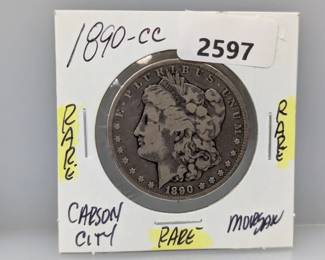 1890-CC
2597
E·PLURIBUS·UNUM
RARE
RARE
1890
CARSON
CITY
RARE
MORGAN